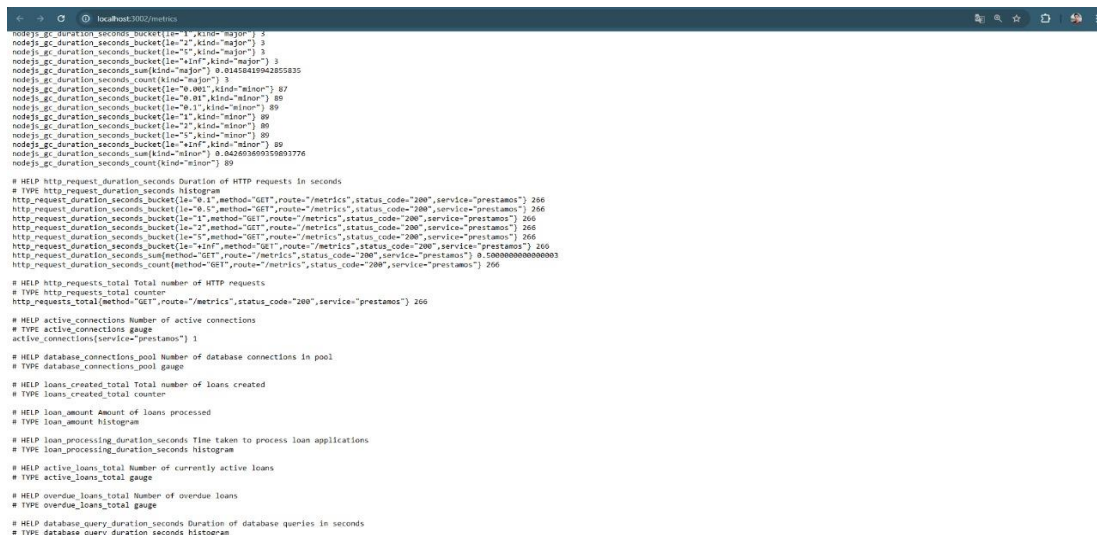 localhost:3002/metrics
nodejs_gc_duration_seconds_bucket{le="1",kind="major"} 3
nodejs_gc_duration_seconds_bucket{le="2",kind="major"} 3
nodejs_gc_duration_seconds_bucket{le="5",kind="major"} 3
nodejs_gc_duration_seconds_bucket{le="+Inf",kind="major"} 3
nodejs_gc_duration_seconds_sum{kind="major"} 0.01458419942855835
nodejs_gc_duration_seconds_count{kind="major"} 3
nodejs_gc_duration_seconds_bucket{le="0.001",kind="minor"} 87
nodejs_gc_duration_seconds_bucket{le="0.01",kind="minor"} 89
nodejs_gc_duration_seconds_bucket{le="0.1",kind="minor"} 89
nodejs_gc_duration_seconds_bucket{le="1",kind="minor"} 89
nodejs_gc_duration_seconds_bucket{le="2",kind="minor"} 89
nodejs_gc_duration_seconds_bucket{le="5",kind="minor"} 89
nodejs_gc_duration_seconds_bucket{le="+Inf",kind="minor"} 89
nodejs_gc_duration_seconds_sum{kind="minor"} 0.042693699359893776
nodejs_gc_duration_seconds_count{kind="minor"} 89
# HELP http_request_duration_seconds Duration of HTTP requests in seconds
# TYPE http_request_duration_seconds histogram
http_request_duration_seconds_bucket{le="0.1",method="GET",route="/metrics",status_code="200",service="prestamos"} 266
http_request_duration_seconds_bucket{le="0.5",method="GET",route="/metrics",status_code="200",service="prestamos"} 266
http_request_duration_seconds_bucket{le="1",method="GET",route="/metrics",status_code="200",service="prestamos"} 266
http_request_duration_seconds_bucket{le="2",method="GET",route="/metrics",status_code="200",service="prestamos"} 266
http_request_duration_seconds_bucket{le="5",method="GET",route="/metrics",status_code="200",service="prestamos"} 266
http_request_duration_seconds_bucket{le="+Inf",method="GET",route="/metrics",status_code="200",service="prestamos"} 266
http_request_duration_seconds_sum{method="GET",route="/metrics",status_code="200",service="prestamos"} 0.5000000000000003
http_request_duration_seconds_count{method="GET",route="/metrics",status_code="200",service="prestamos"} 266
# HELP http_requests_total Total number of HTTP requests
# TYPE http_requests_total counter
http_requests_total{method="GET",route="/metrics",status_code="200",service="prestamos"} 266
# HELP active_connections Number of active connections
# TYPE active_connections gauge
active_connections{service="prestamos"} 1
# HELP database_connections_pool Number of database connections in pool
# TYPE database_connections_pool gauge
# HELP loans_created_total Total number of loans created
# TYPE loans_created_total counter
# HELP loan_amount Amount of loans processed
# TYPE loan_amount histogram
# HELP loan_processing_duration_seconds Time taken to process loan applications
# TYPE loan_processing_duration_seconds histogram
# HELP active_loans_total Number of currently active loans
# TYPE active_loans_total gauge
# HELP overdue_loans_total Number of overdue loans
# TYPE overdue_loans_total gauge
# HELP database_query_duration_seconds Duration of database queries in seconds
# TYPE database_query_duration_seconds histogram